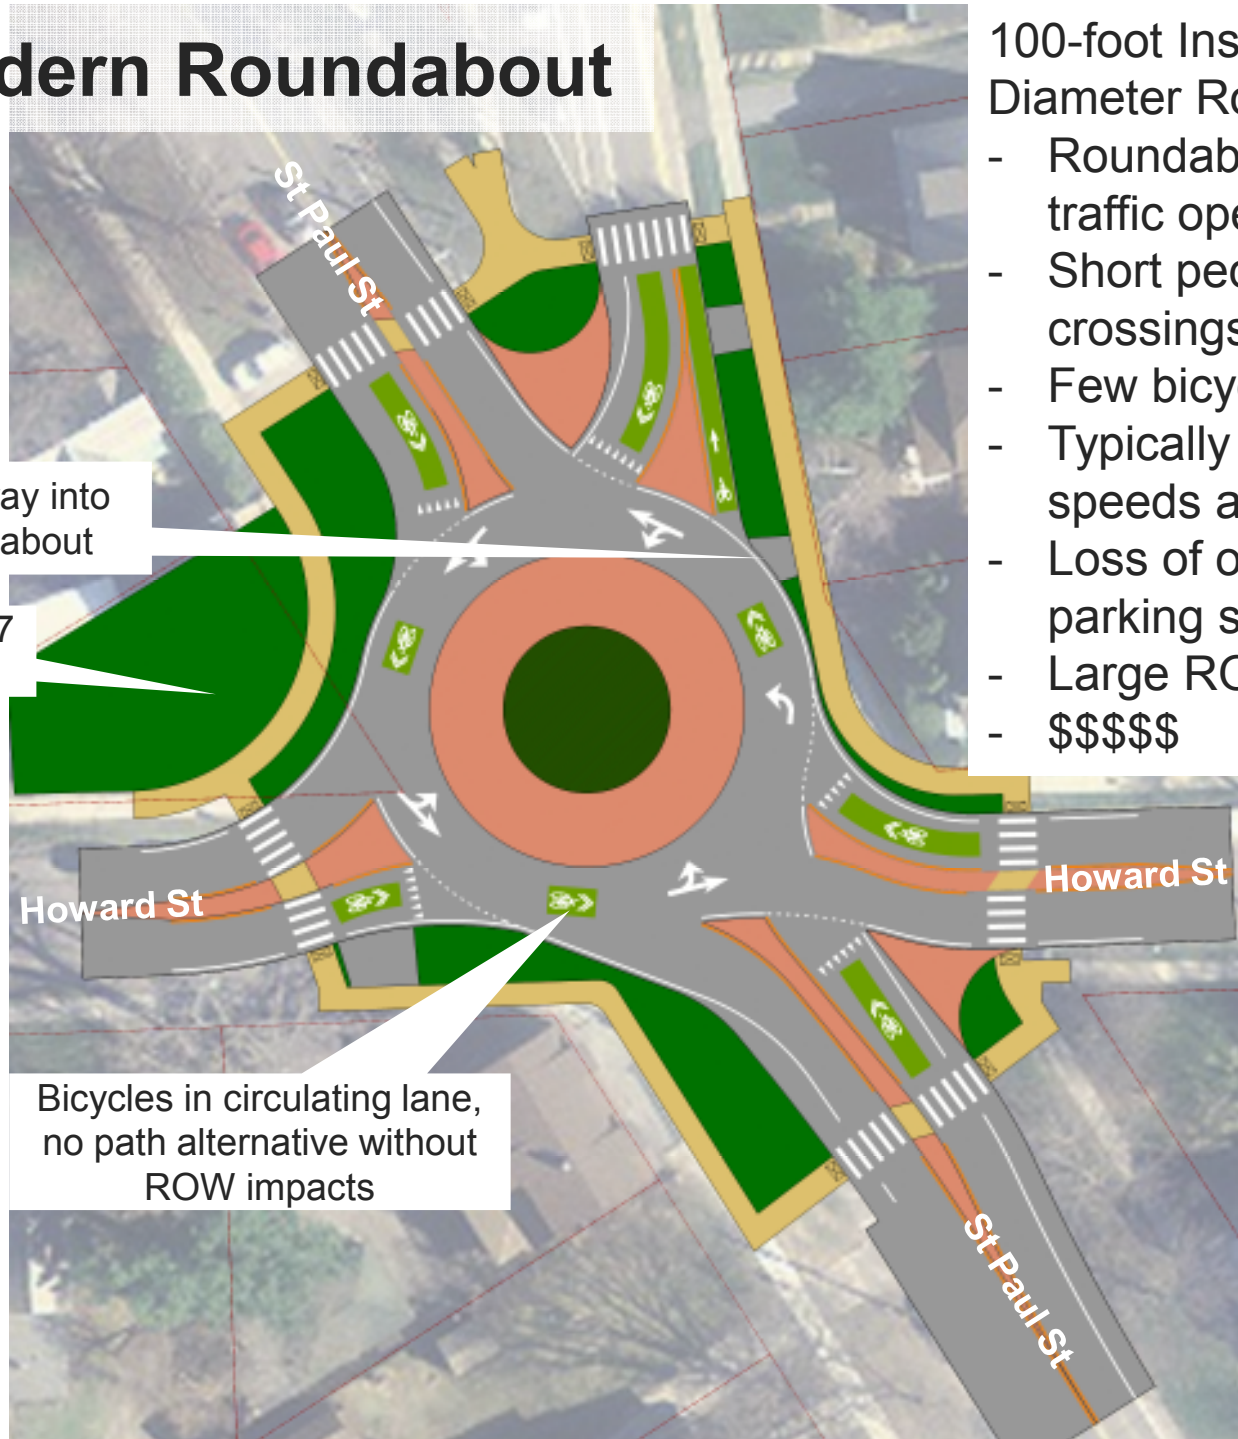 dern Roundabout
100-foot Ins
Diameter Ro
- Roundab
traffic ope
- Short ped
crossings
- Few bicyc
- Typically
speeds a
- Loss of o
parking s
- Large RO
- $$$$$
St Paul St
ay into
about
7
Howard St
Howard St
Bicycles in circulating lane,
no path alternative without
ROW impacts
St Paul St